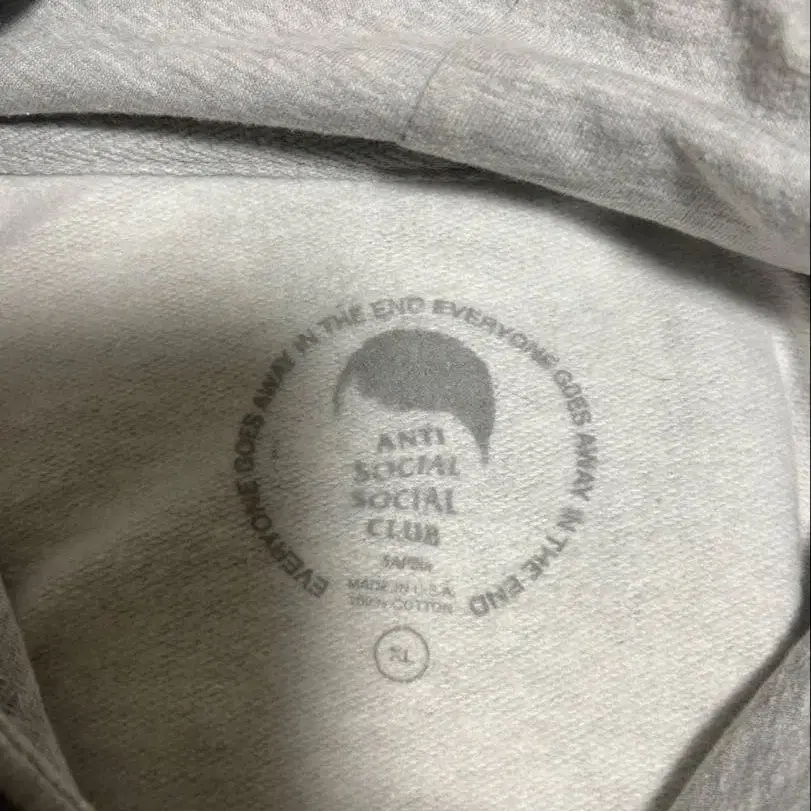 EVERYONE GOES AWAY IN THE END EVERYONE GOES AWAY IN THE END
ANTI
SOCIAL
SOCIAL
CLUB
MADE IN U.S.A.
100% COTTON
XL